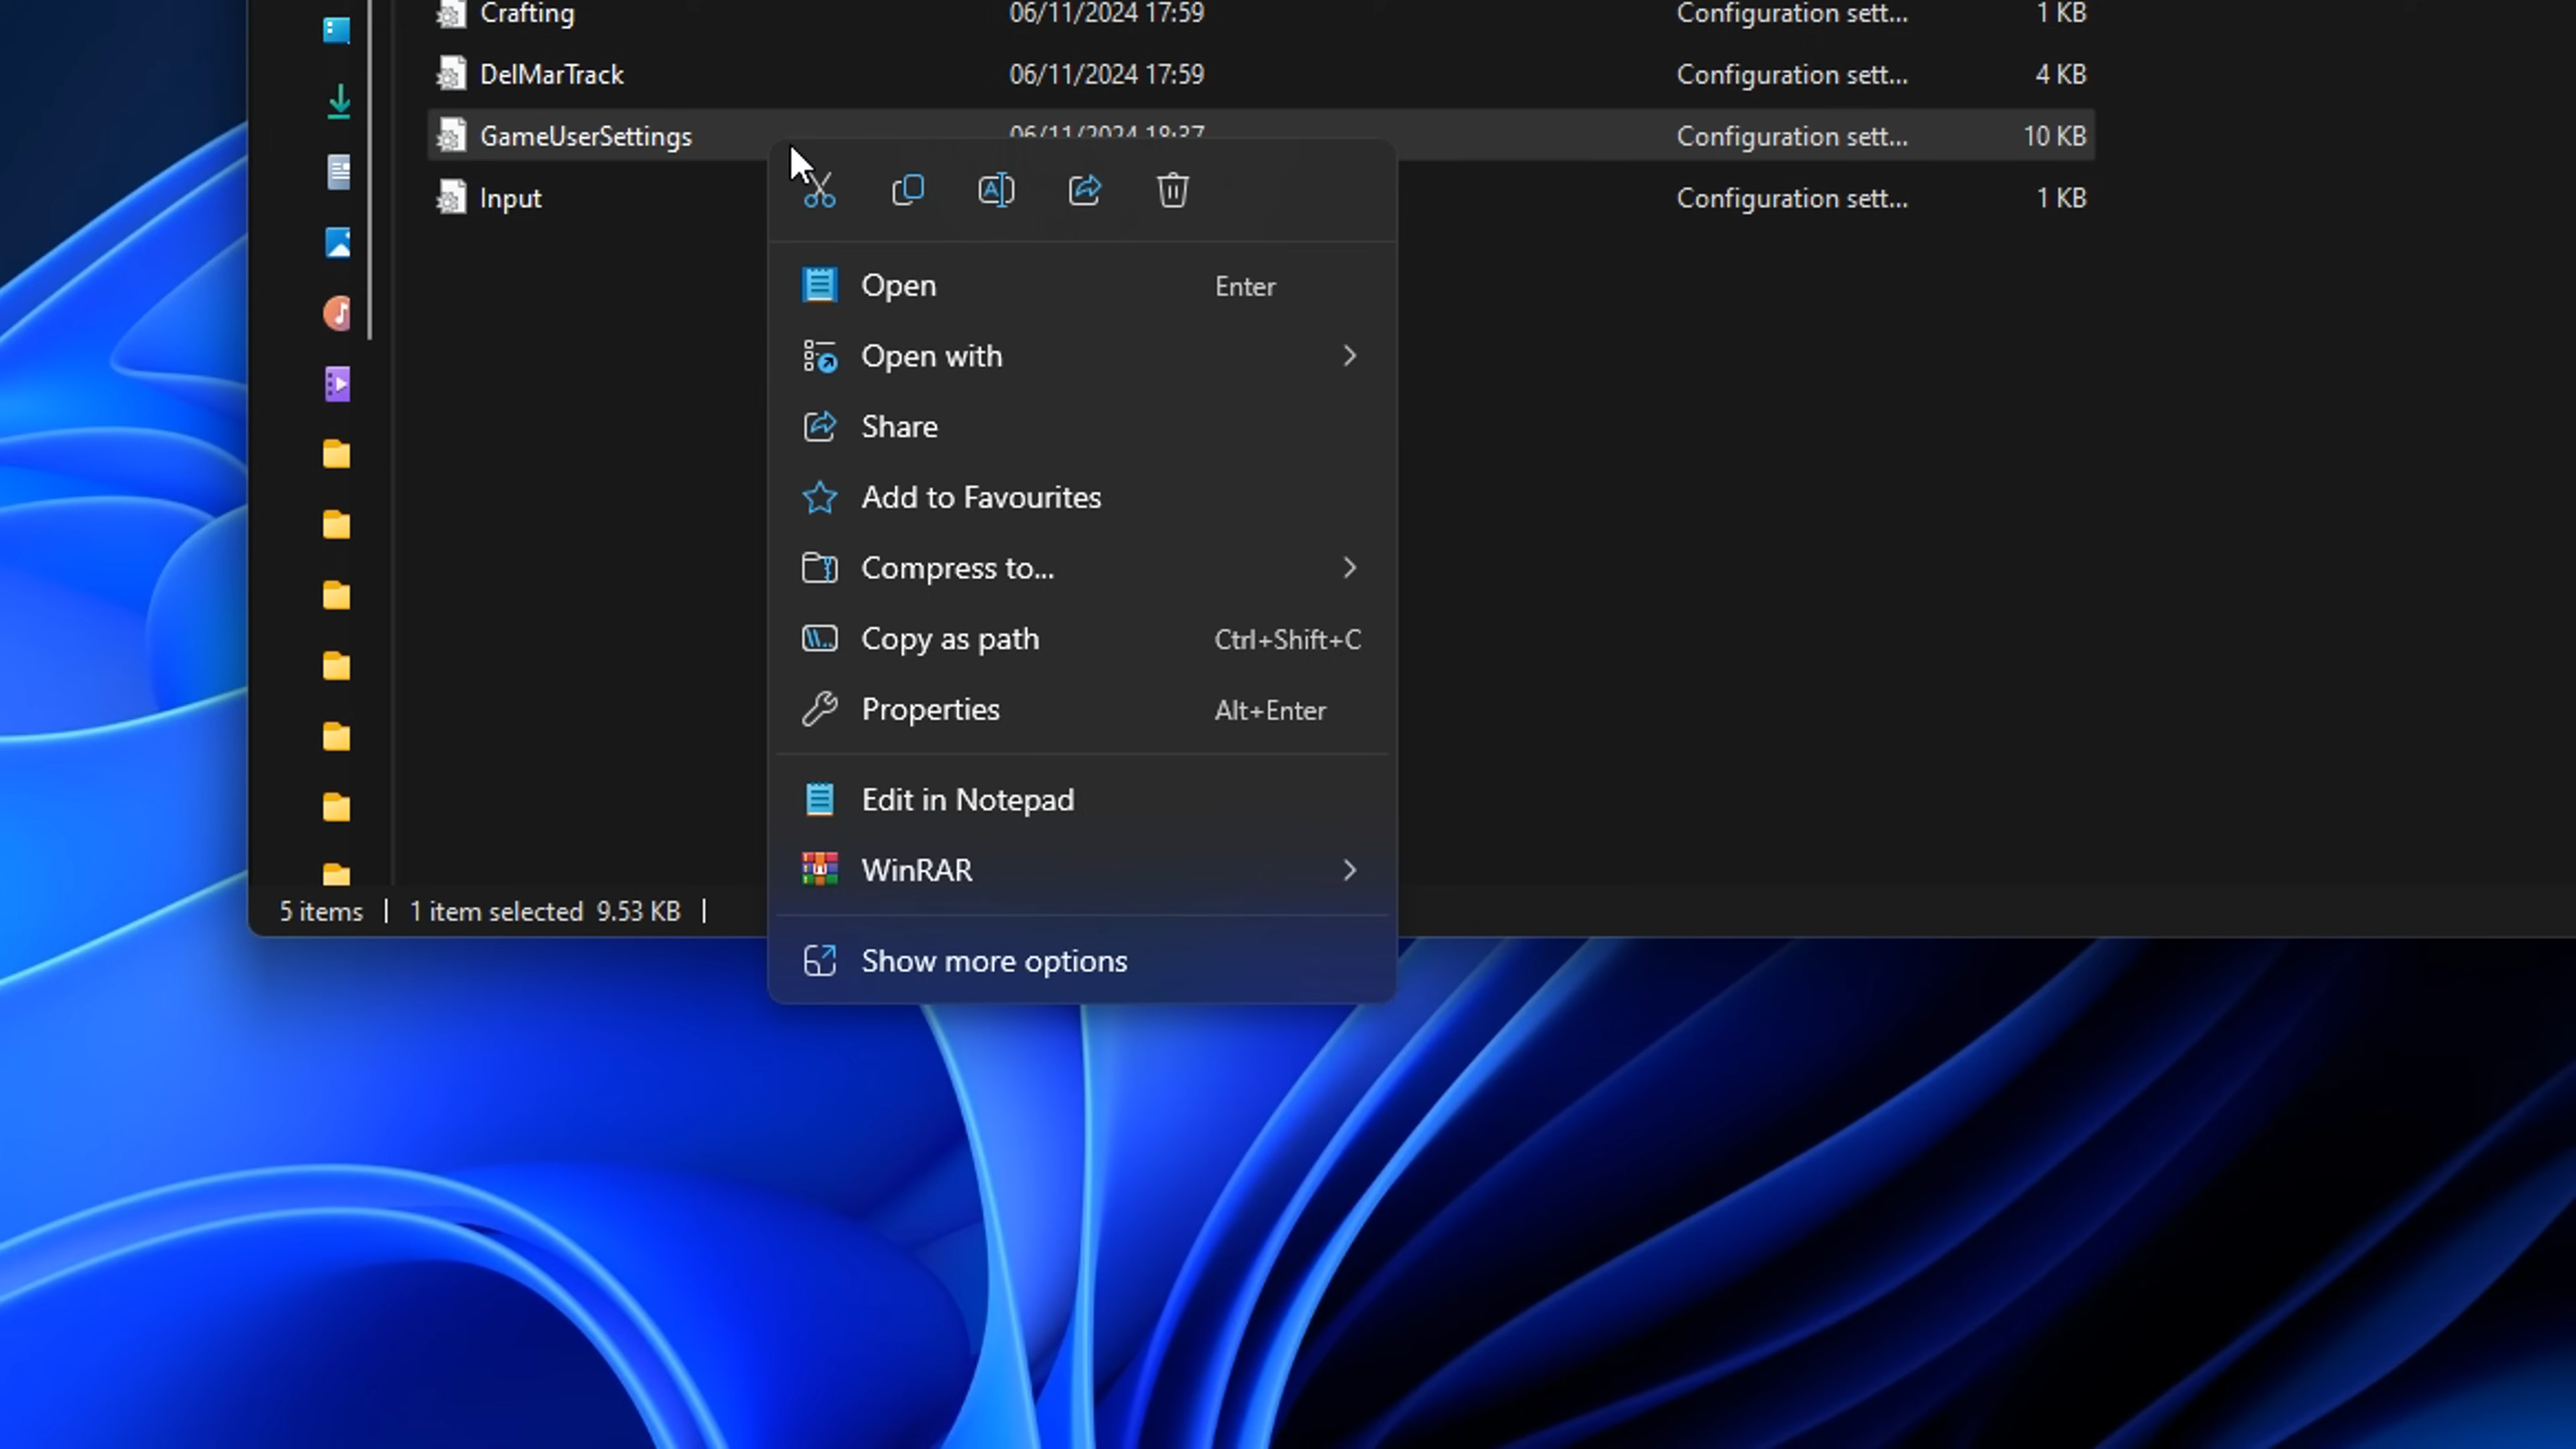 Crafting 06/11/2024 17:59 Configuration sett... 1 KB
DelMarTrack 06/11/2024 17:59 Configuration sett... 4 KB
GameUserSettings 06/11/2024 Configuration sett... 10 KB
Input Configuration sett... 1 KB
Open Enter
Open with
Share
Add to Favourites
Compress to...
Copy as path Ctrl+Shift+C
Properties Alt+Enter
Edit in Notepad
WinRAR
Show more options
5 items | 1 item selected 9.53 KB |